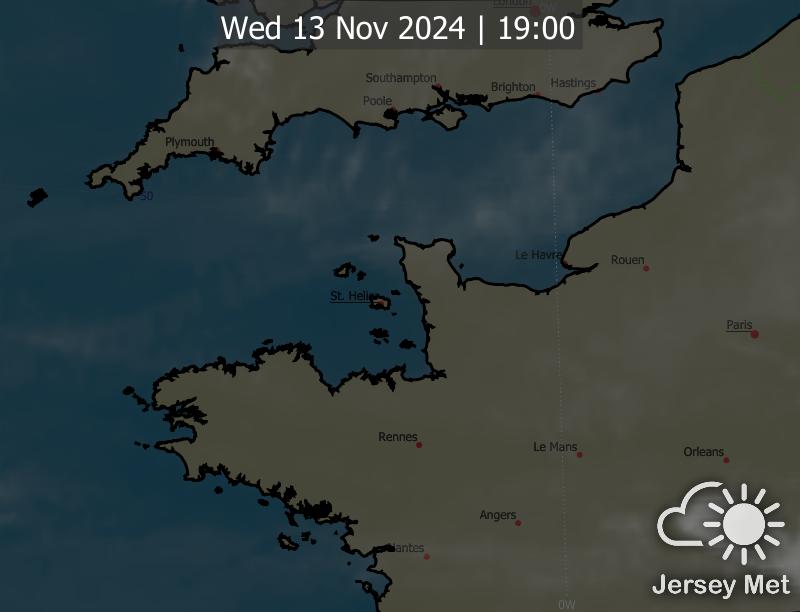 London
0W
Wed 13 Nov 2024 | 19:00
Southampton
Brighton
Hastings
Poole
Plymouth
50
Le Havre
Rouen
St. Helier
Paris
Rennes
Le Mans
Orleans
Angers
Nantes
Jersey Met
0W